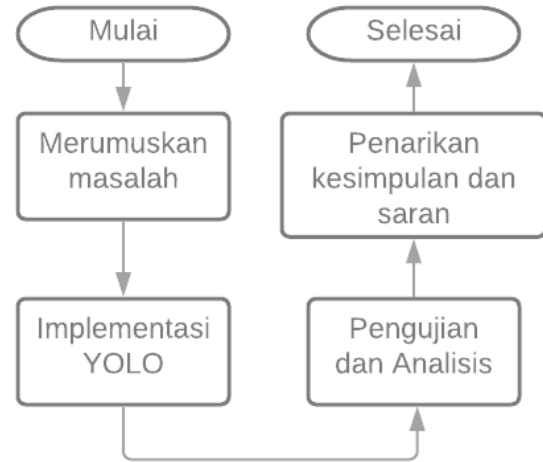 Mulai
Merumuskan
masalah
Implementasi
YOLO
Pengujian
dan Analisis
Penarikan
kesimpulan dan
saran
Selesai